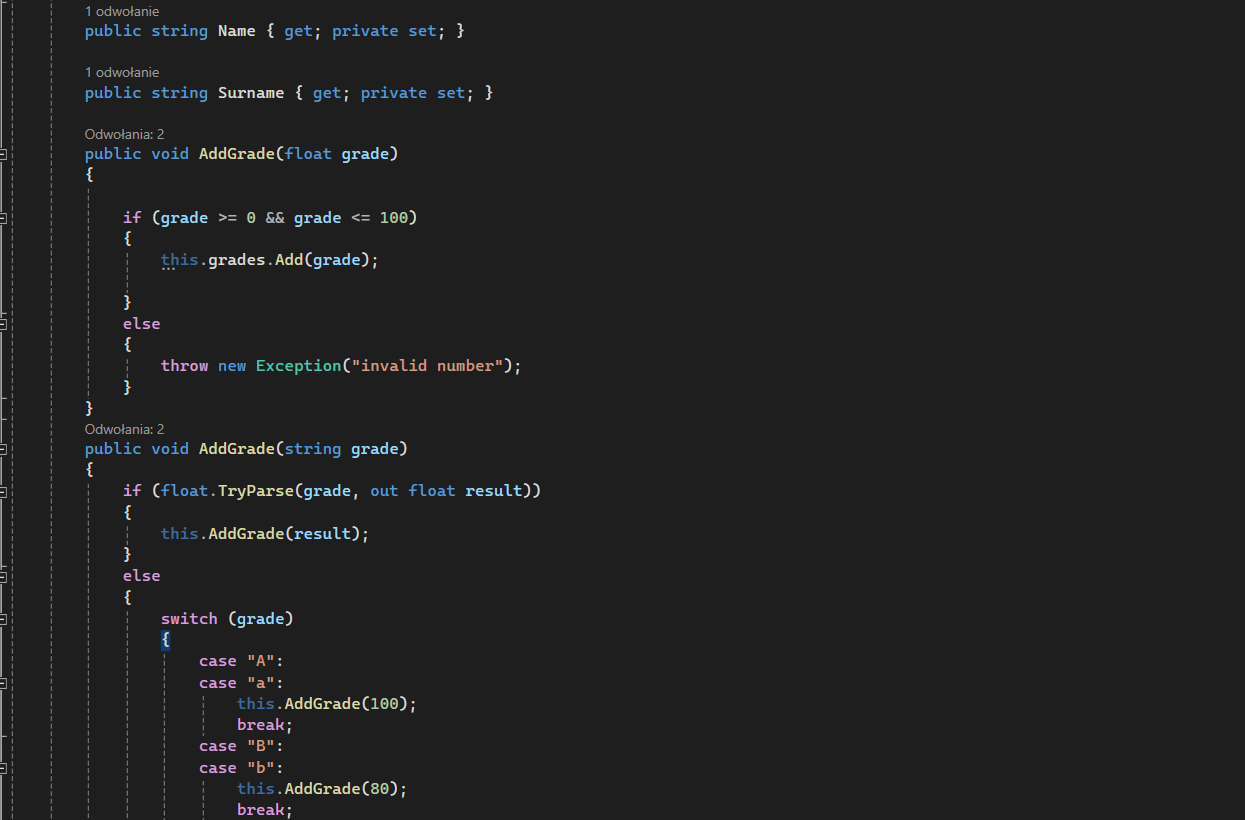 1 odwołanie
public string Name { get; private set; }
1 odwołanie
public string Surname { get; private set; }
Odwołania: 2
public void AddGrade(float grade)
{
if (grade >= 0 && grade <= 100)
{
this.grades.Add(grade);
}
else
{
throw new Exception("invalid number");
}
}
Odwołania: 2
public void AddGrade(string grade)
{
if (float.TryParse(grade, out float result))
{
this.AddGrade(result);
}
else
{
switch (grade)
{
case "A":
case "a":
this.AddGrade(100);
break;
case "B":
case "b":
this.AddGrade(80);
break;